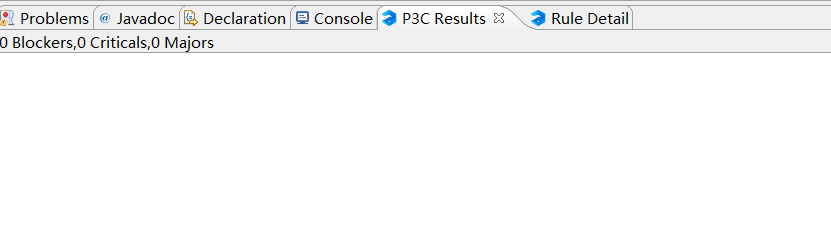 Problems @ Javadoc Declaration Console P3C Results Rule Detail
0 Blockers,0 Criticals,0 Majors